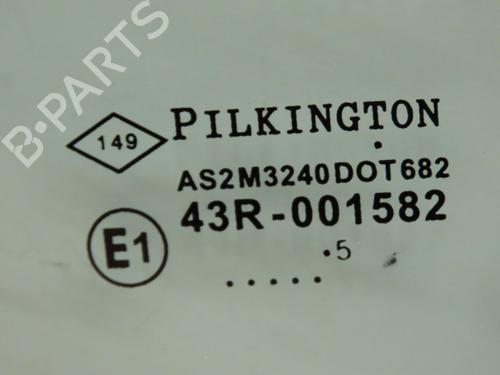 B-PARTS
149 PILKINGTON
AS2M3240DOT682
E1 43R-001582
.5
.....